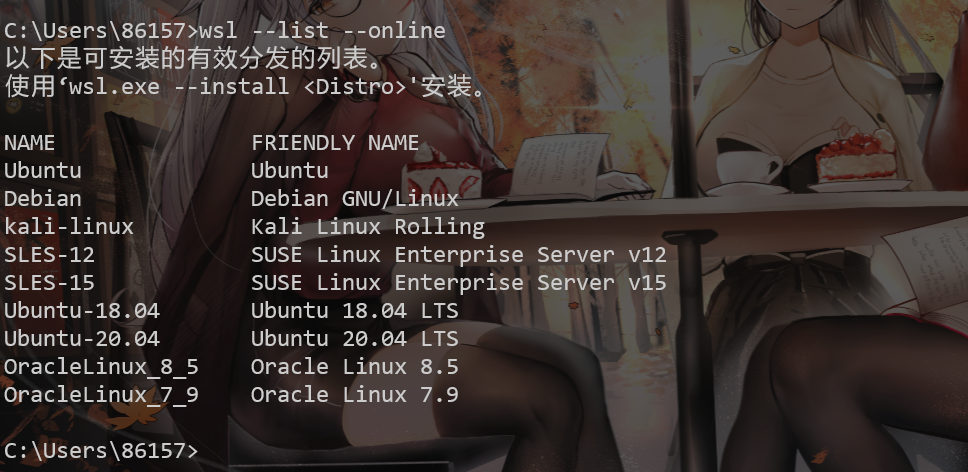 C:\Users\86157>wsl --list --online
以下是可安装的有效分发的列表。
使用‘wsl.exe --install <Distro>'安装。
NAME FRIENDLY NAME
Ubuntu Ubuntu
Debian Debian GNU/Linux
kali-linux Kali Linux Rolling
SLES-12 SUSE Linux Enterprise Server v12
SLES-15 SUSE Linux Enterprise Server v15
Ubuntu-18.04 Ubuntu 18.04 LTS
Ubuntu-20.04 Ubuntu 20.04 LTS
OracleLinux_8_5 Oracle Linux 8.5
OracleLinux_7_9 Oracle Linux 7.9
C:\Users\86157>